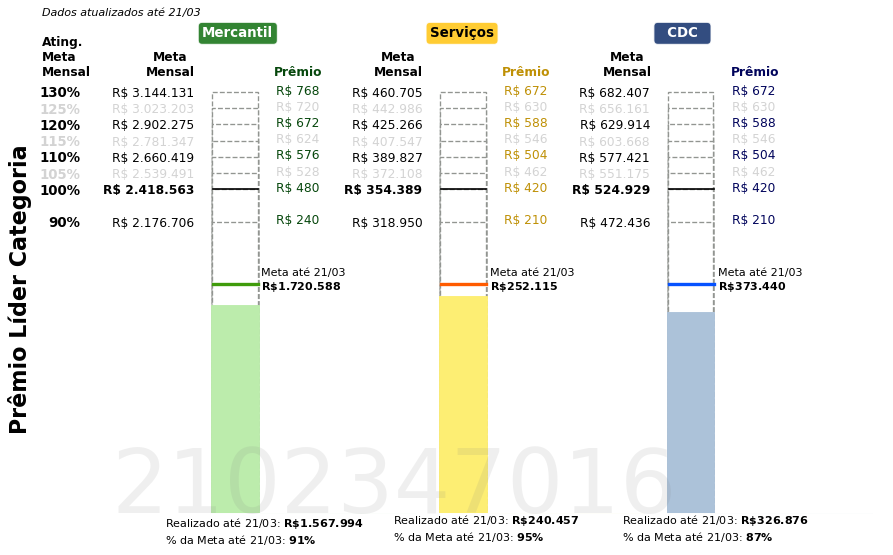 Dados atualizados até 21/03
Mercantil Serviços CDC
Ating.
Meta Meta Meta Meta
Mensal Mensal Prêmio Mensal Prêmio Mensal Prêmio
130% R$ 3.144.131 R$ 768 R$ 460.705 R$ 672 R$ 682.407 R$ 672
125% R$ 3.023.203 R$ 720 R$ 442.986 R$ 630 R$ 656.161 R$ 630
120% R$ 2.902.275 R$ 672 R$ 425.266 R$ 588 R$ 629.914 R$ 588
115% R$ 2.781.347 R$ 624 R$ 407.547 R$ 546 R$ 603.668 R$ 546
110% R$ 2.660.419 R$ 576 R$ 389.827 R$ 504 R$ 577.421 R$ 504
105% R$ 2.539.491 R$ 528 R$ 372.108 R$ 462 R$ 551.175 R$ 462
100% R$ 2.418.563 R$ 480 R$ 354.389 R$ 420 R$ 524.929 R$ 420
90% R$ 2.176.706 R$ 240 R$ 318.950 R$ 210 R$ 472.436 R$ 210
Prêmio Líder Categoria
Meta até 21/03 Meta até 21/03 Meta até 21/03
R$1.720.588 R$252.115 R$373.440
2102347016
Realizado até 21/03: R$1.567.994 Realizado até 21/03: R$240.457 Realizado até 21/03: R$326.876
% da Meta até 21/03: 91% % da Meta até 21/03: 95% % da Meta até 21/03: 87%